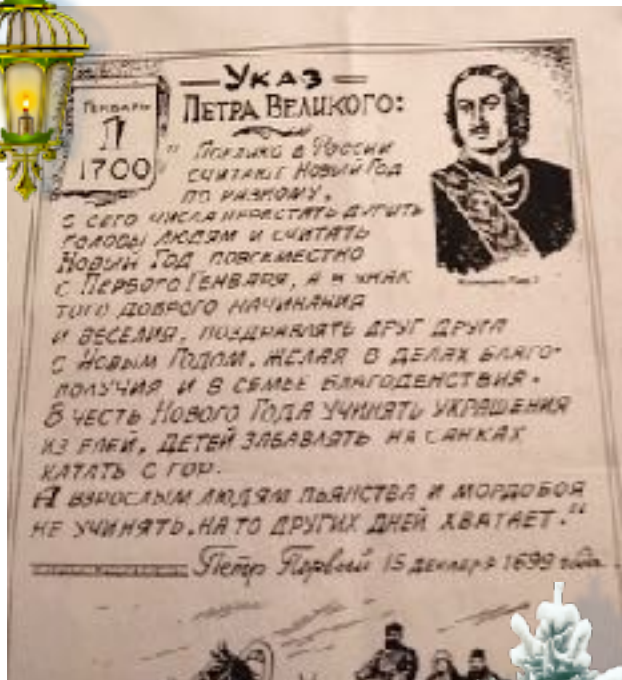 Генварь
1
1700
— Указ —
Петра Великого:
" Поелику в России
считают Новый Год
по разному,
с сего числа перестать дурить
головы людям и считать
Новый Год повсеместно
с Первого Генваря, а в знак
того доброго начинания
и веселия, поздравлять друг друга
с Новым Годом, желая в делах благо-
получия и в семье благоденствия.
В честь Нового Года учинять украшения
из елей, детей забавлять на санках
катать с гор.
А взрослым людям пьянства и мордобоя
не учинять, на то других дней хватает."
Петр Первый 15 декабря 1699 года